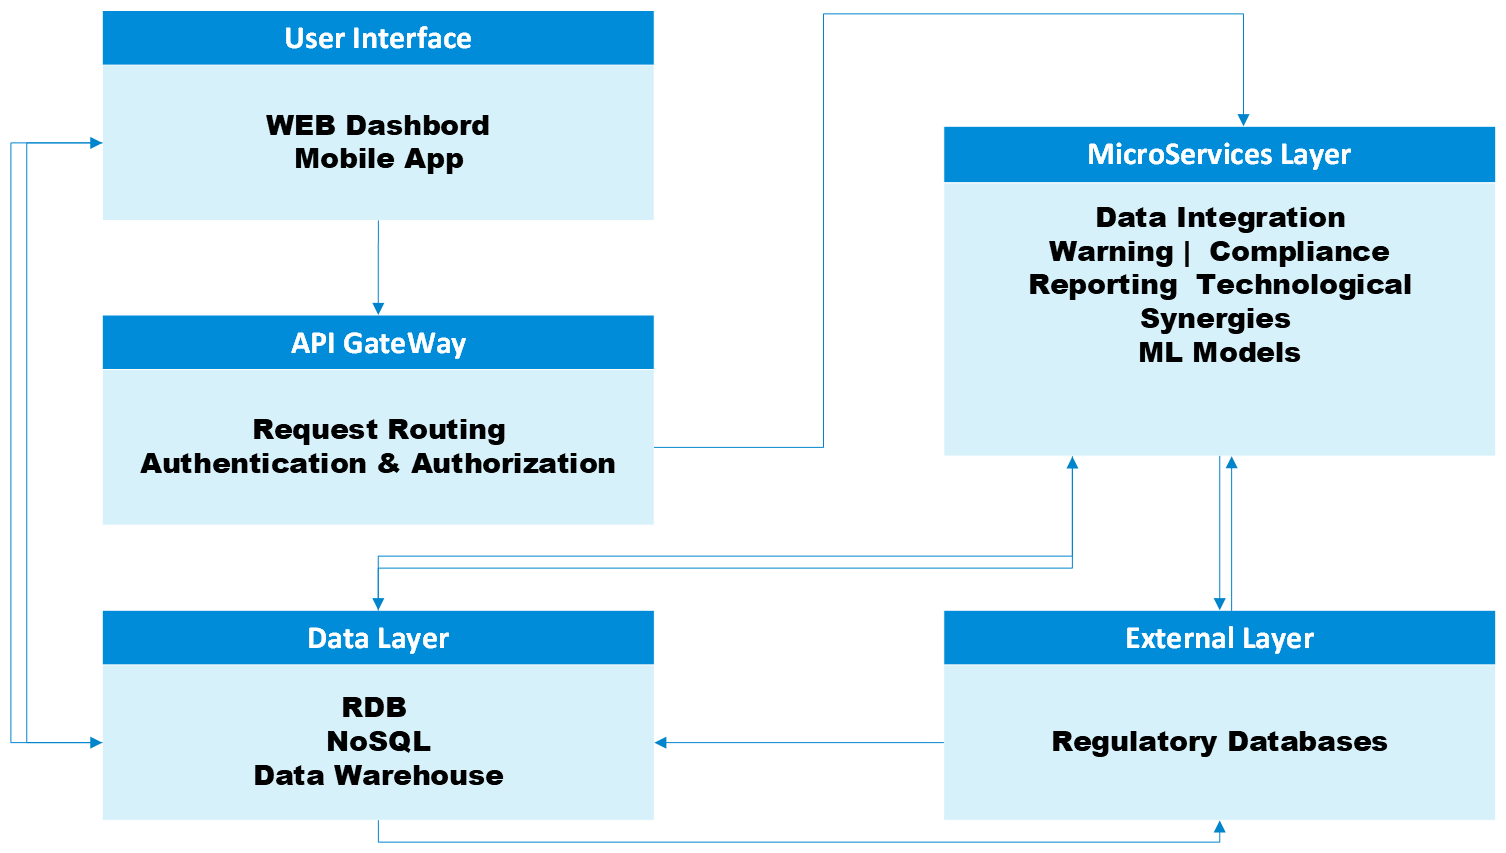 User Interface
WEB Dashbord
Mobile App
API GateWay
Request Routing
Authentication & Authorization
MicroServices Layer
Data Integration
Warning | Compliance
Reporting Technological
Synergies
ML Models
Data Layer
RDB
NoSQL
Data Warehouse
External Layer
Regulatory Databases